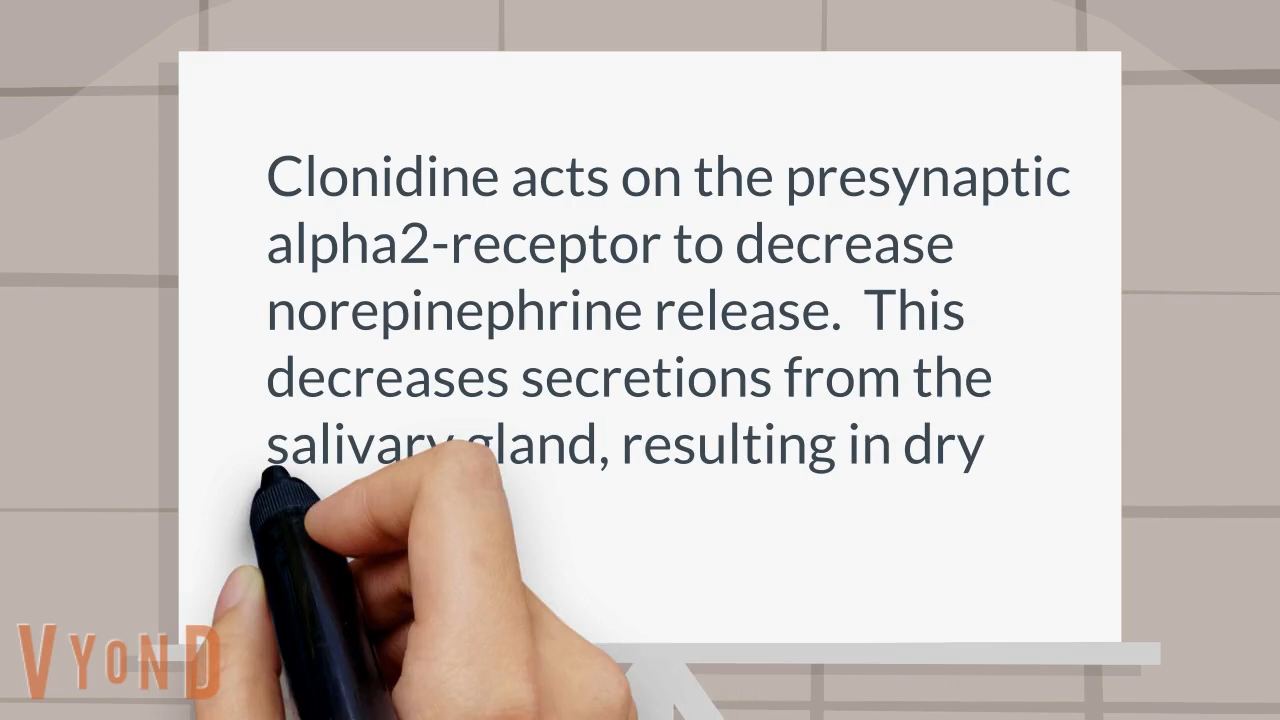 Clonidine acts on the presynaptic
alpha2-receptor to decrease
norepinephrine release.  This
decreases secretions from the
salivary gland, resulting in dry
VYOND